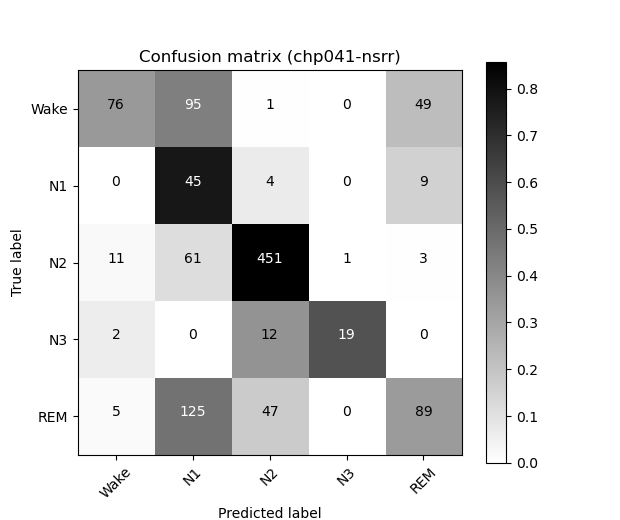 Confusion matrix (chp041-nsrr)
Wake 76 95 1 0 49
N1 0 45 4 0 9
N2 11 61 451 1 3
N3 2 0 12 19 0
REM 5 125 47 0 89
Wake N1 N2 N3 REM
Predicted label
True label
0.8
0.7
0.6
0.5
0.4
0.3
0.2
0.1
0.0